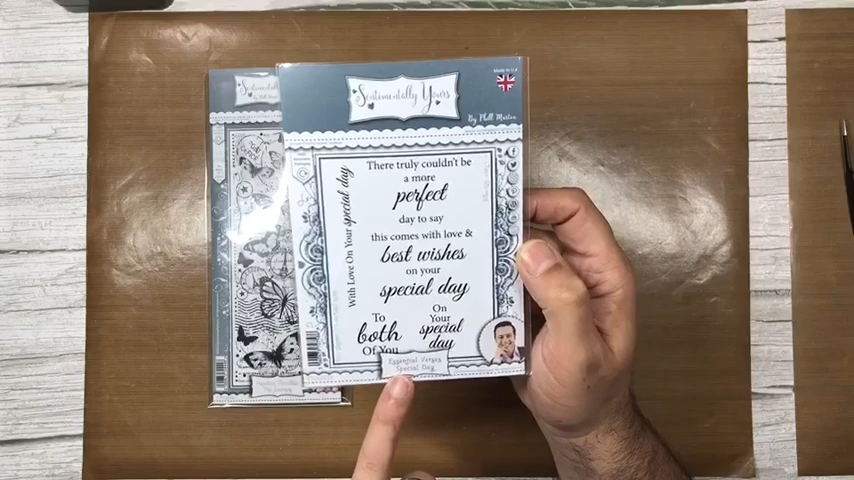 Made in U.K
Sentimentally Yours
By Phill Martin
With Love On Your special day
There truly couldn't be
a more
perfect
day to say
this comes with love &
best wishes
on your
special day
To
both
Of You
On
Your
special
day
Essential Verses
Special Day